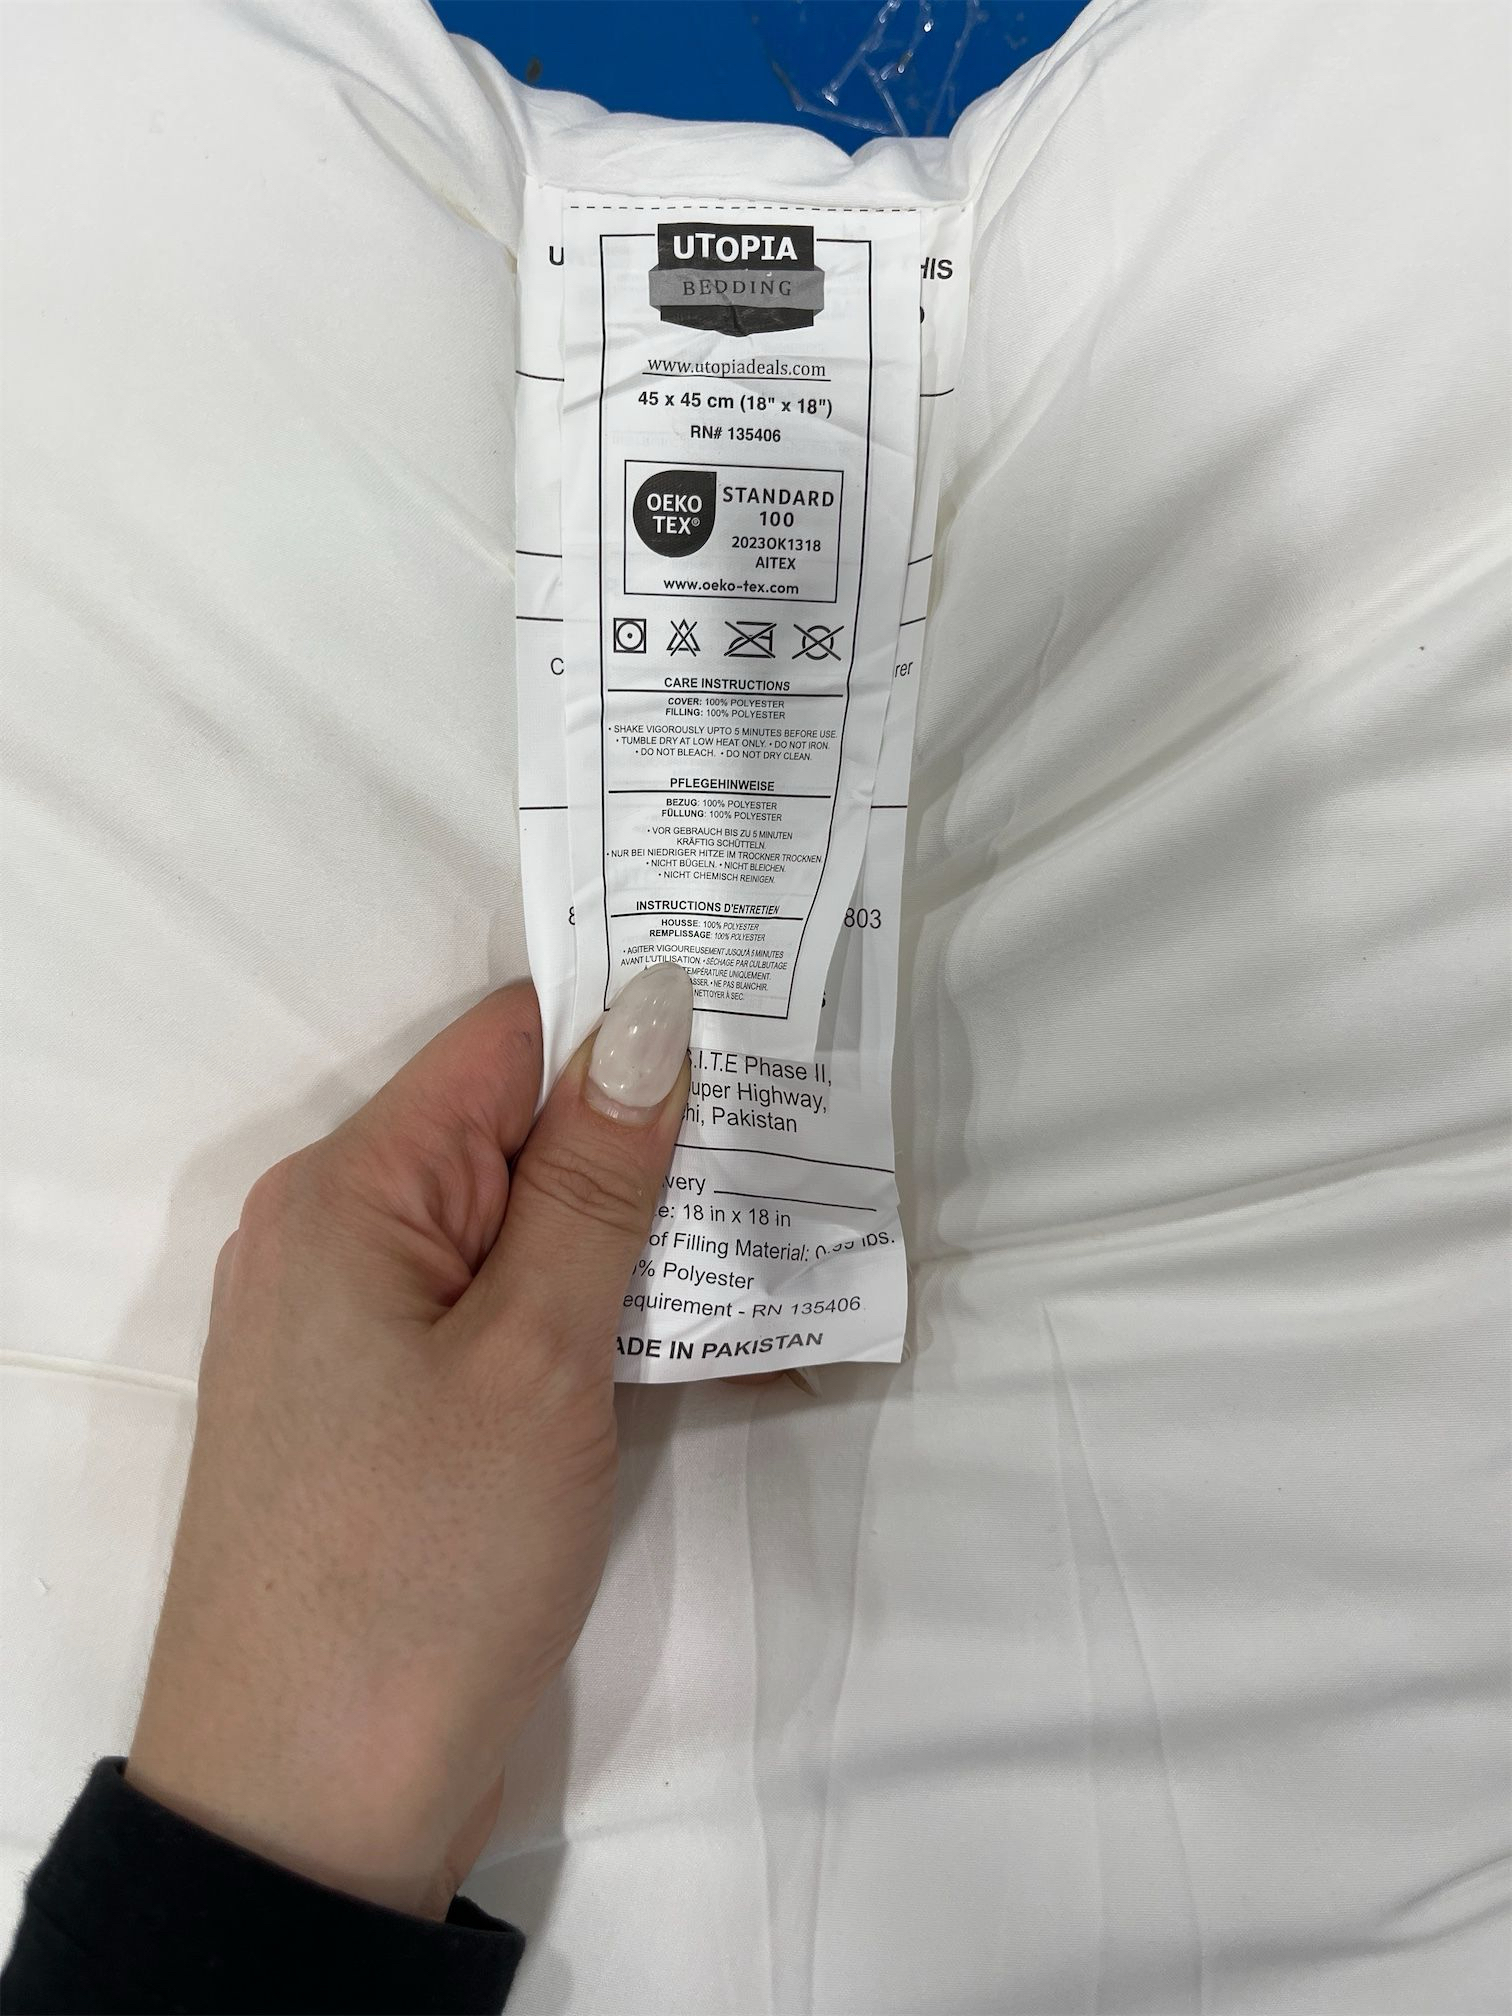 UTOPIA
BEDDING
www.utopiadeals.com
45 x 45 cm (18" x 18")
RN# 135406
OEKO
TEX®
STANDARD
100
2023OK1318
AITEX
www.oeko-tex.com
CARE INSTRUCTIONS
COVER: 100% POLYESTER
FILLING: 100% POLYESTER
• SHAKE VIGOROUSLY UPTO 5 MINUTES BEFORE USE.
• TUMBLE DRY AT LOW HEAT ONLY. • DO NOT IRON.
• DO NOT BLEACH. • DO NOT DRY CLEAN.
PFLEGEHINWEISE
BEZUG: 100% POLYESTER
FÜLLUNG: 100% POLYESTER
• VOR GEBRAUCH BIS ZU 5 MINUTEN
KRÄFTIG SCHÜTTELN.
• NUR BEI NIEDRIGER HITZE IM TROCKNER TROCKNEN.
• NICHT BÜGELN. • NICHT BLEICHEN.
• NICHT CHEMISCH REINIGEN.
INSTRUCTIONS D'ENTRETIEN
HOUSSE: 100% POLYESTER
REMPLISSAGE: 100% POLYESTER
• AGITER VIGOUREUSEMENT JUSQU'À 5 MINUTES
AVANT L'UTILISATION. • SÉCHAGE PAR CULBUTAGE
TEMPÉRATURE UNIQUEMENT.
• NE PAS BLANCHIR.
NETTOYER À SEC.
803
S.I.T.E Phase II,
Highway,
Pakistan
18 in x 18 in
of Filling Material: 0.99 lbs.
% Polyester
- RN 135406
IN PAKISTAN